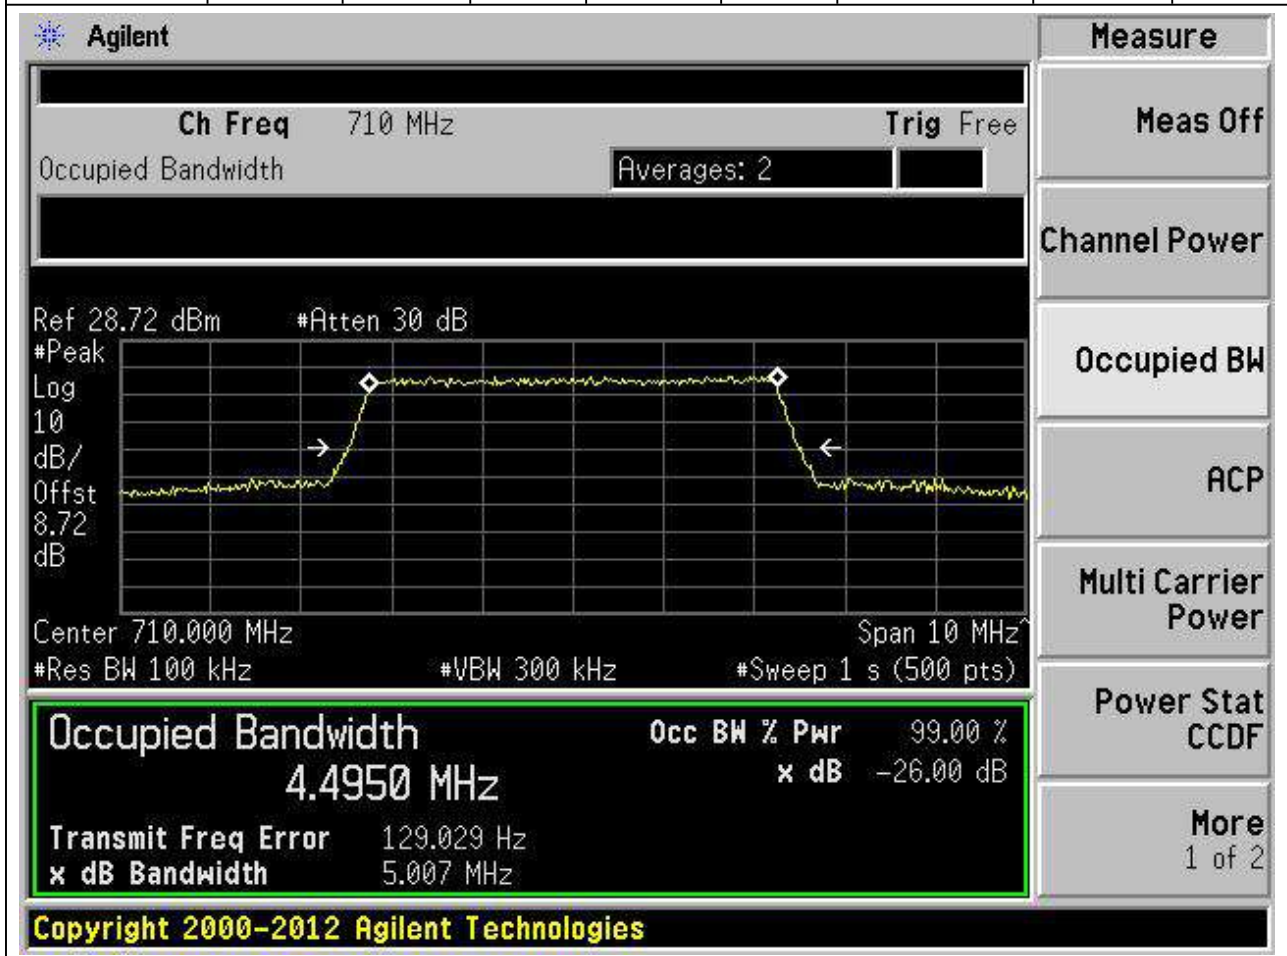 Agilent
Measure
Ch Freq 710 MHz Trig Free
Meas Off
Occupied Bandwidth Averages: 2
Channel Power
Ref 28.72 dBm #Atten 30 dB
#Peak
Log
10
dB/
Offst
8.72
dB
Occupied BW
ACP
Center 710.000 MHz Span 10 MHz^
#Res BW 100 kHz #VBW 300 kHz #Sweep 1 s (500 pts)
Multi Carrier
Power
Occupied Bandwidth Occ BW % Pwr 99.00 %
4.4950 MHz x dB -26.00 dB
Power Stat
CCDF
Transmit Freq Error 129.029 Hz
x dB Bandwidth 5.007 MHz
More
1 of 2
Copyright 2000-2012 Agilent Technologies